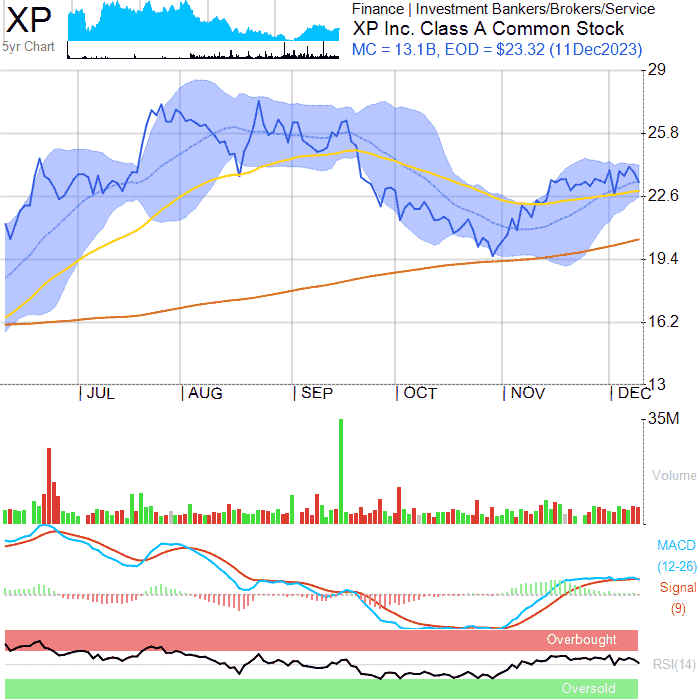 XP
5yr Chart
Finance | Investment Bankers/Brokers/Service
XP Inc. Class A Common Stock
MC = 13.1B, EOD = $23.32 (11Dec2023)
29
25.8
22.6
19.4
16.2
13
JUL
AUG
SEP
OCT
NOV
DEC
35M
Volume
MACD
(12-26)
Signal
(9)
Overbought
RSI(14)
Oversold